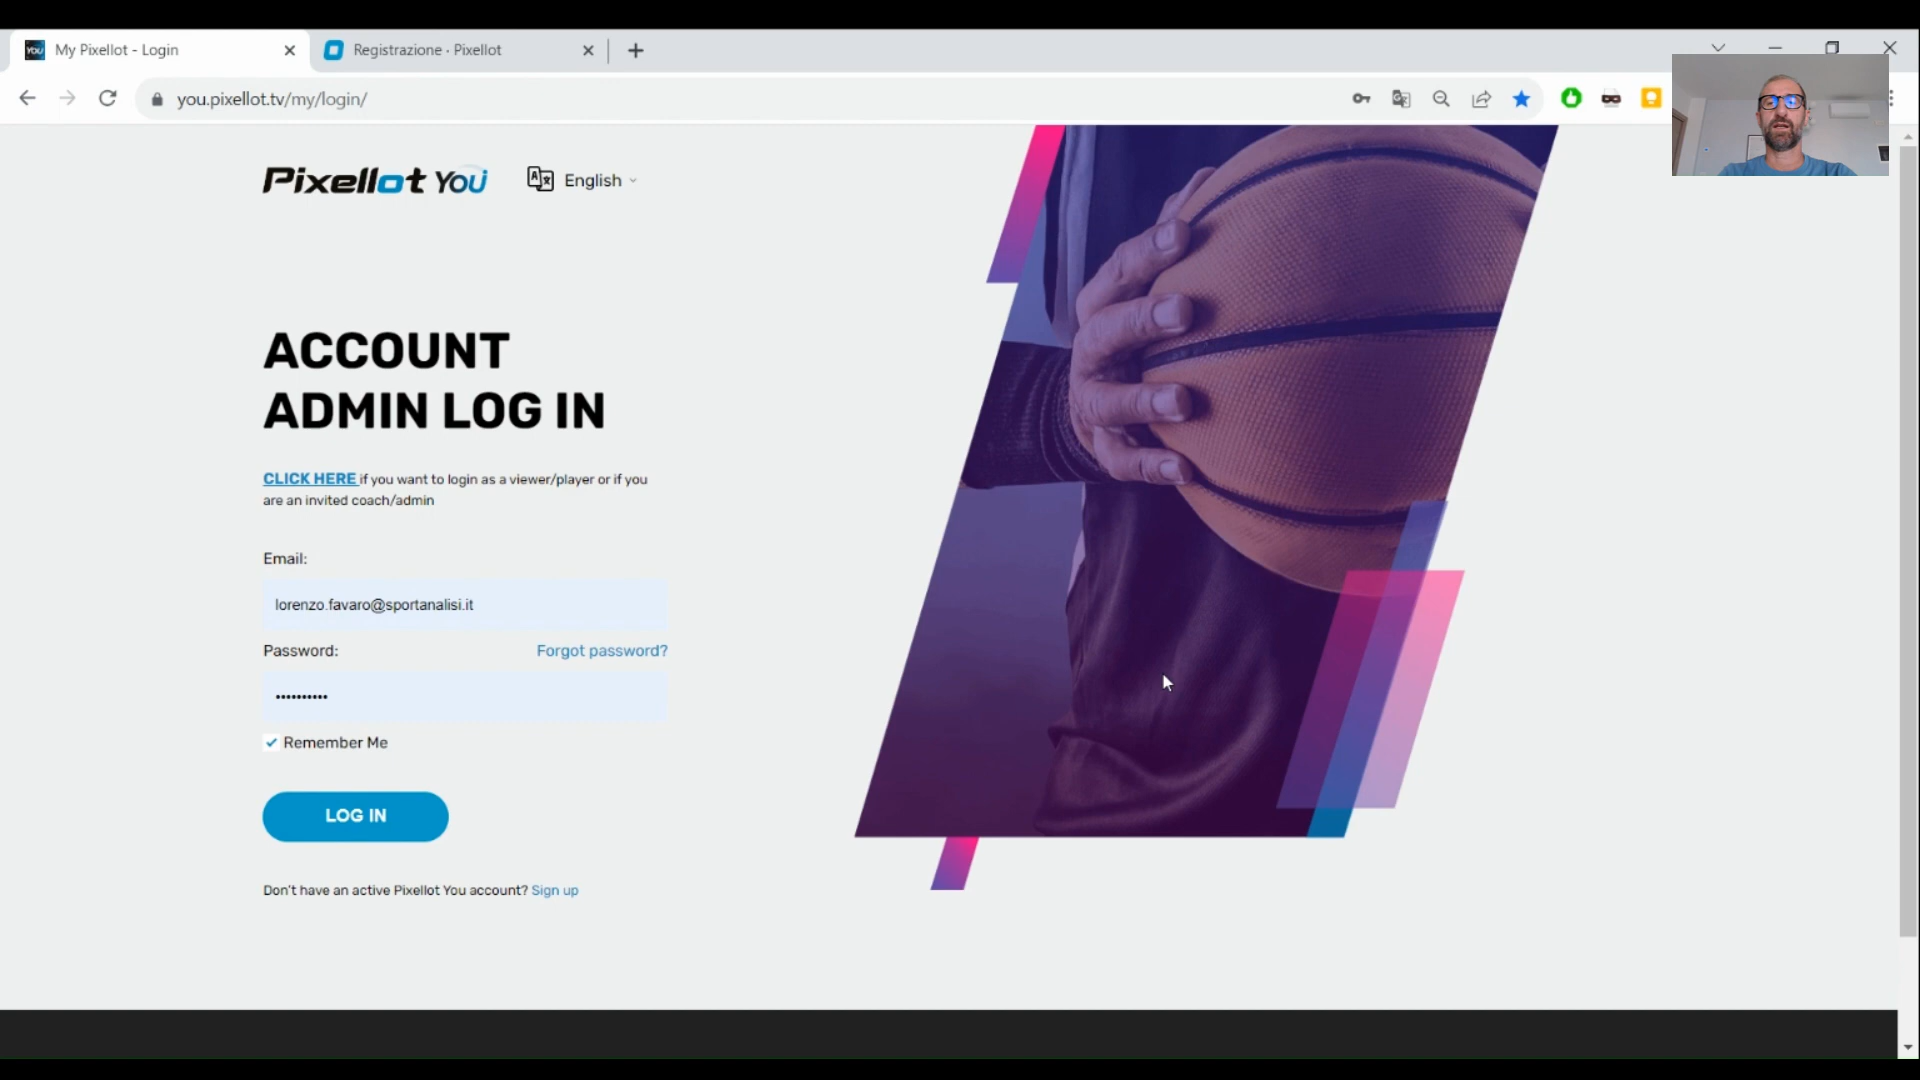 My Pixellot - Login
Registrazione · Pixellot
you.pixellot.tv/my/login/
Pixellot YOU
English
ACCOUNT
ADMIN LOG IN
CLICK HERE if you want to login as a viewer/player or if you
are an invited coach/admin
Email:
lorenzo.favaro@sportanalisi.it
Password:
Forgot password?
Remember Me
LOG IN
Don't have an active Pixellot You account? Sign up